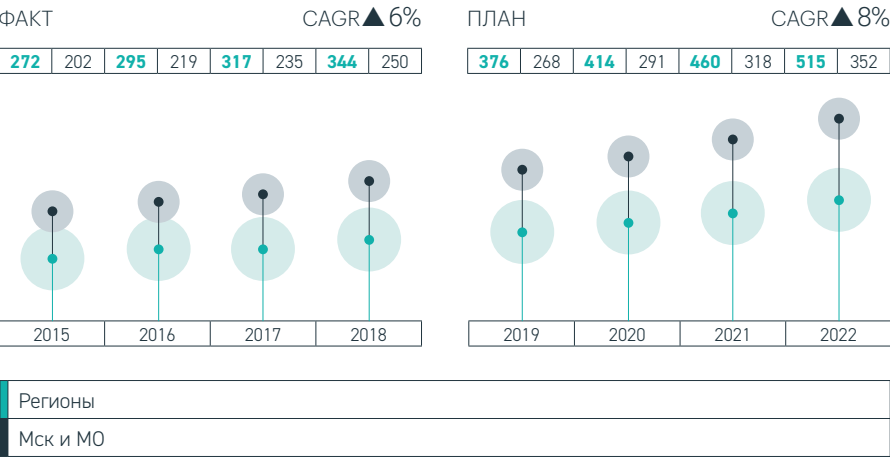 ФАКТ CAGR▲6% ПЛАН CAGR▲8%
272 202 295 219 317 235 344 250 376 268 414 291 460 318 515 352
2015 2016 2017 2018 2019 2020 2021 2022
Регионы
Мск и МО